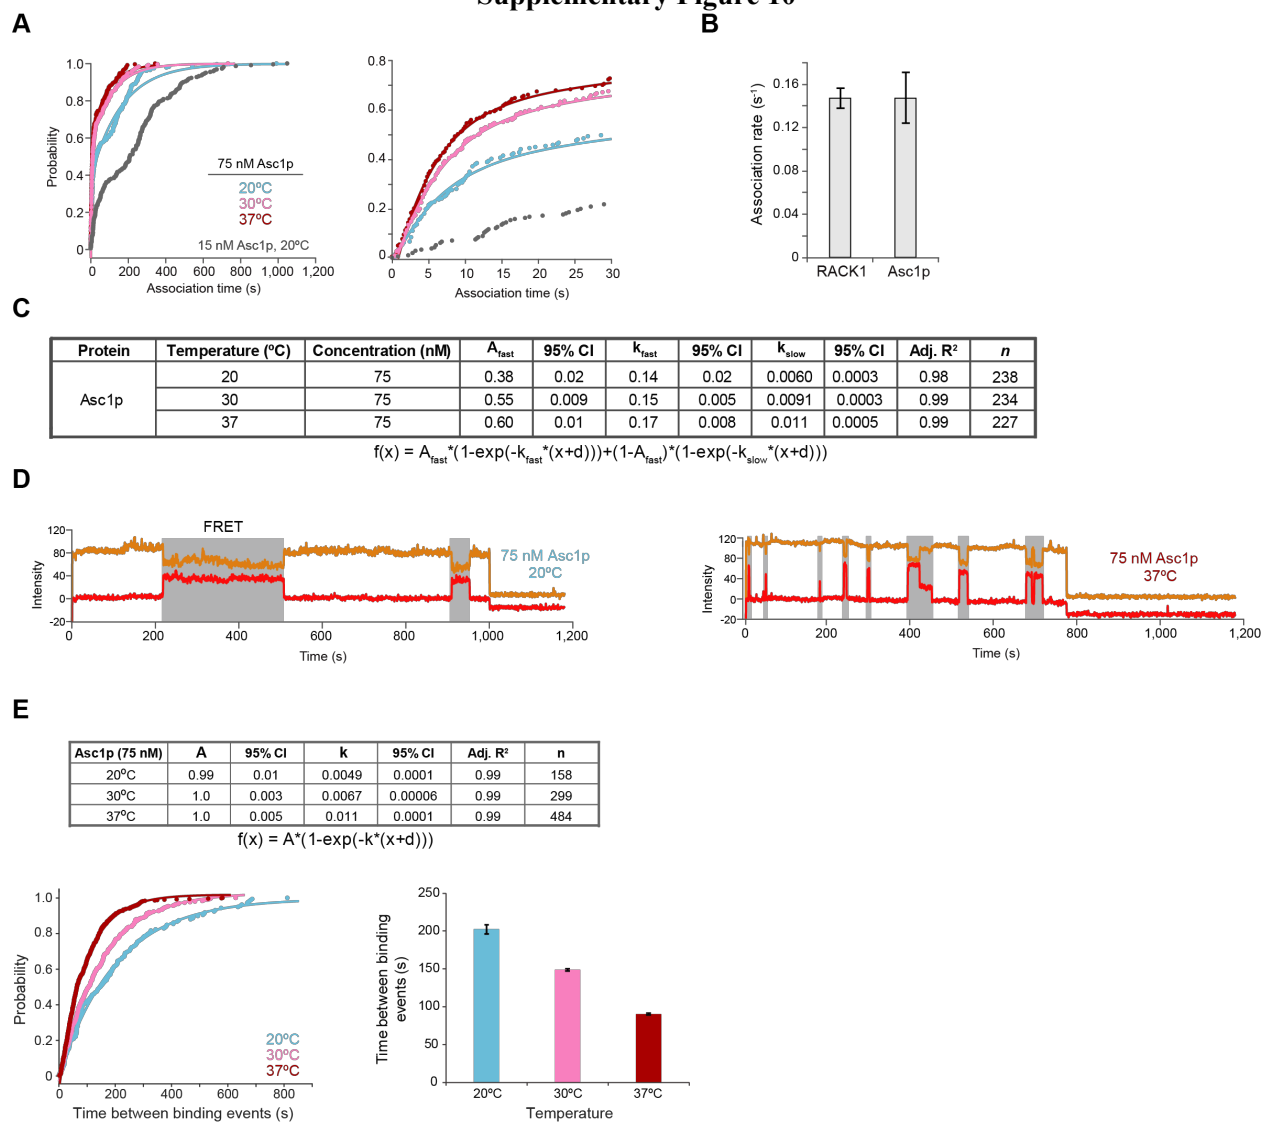 Supplementary Figure 10
A
B
1.0
0.8
0.6
0.4
0.2
0
Probability
75 nM Asc1p
20ºC
30ºC
37ºC
15 nM Asc1p, 20ºC
0 200 400 600 800 1,000 1,200
Association time (s)
0.8
0.6
0.4
0.2
0
0 5 10 15 20 25 30
Association time (s)
Association rate (s-1)
0.16
0.12
0.08
0.04
0
RACK1 Asc1p
C
Protein Temperature (ºC) Concentration (nM) Afast 95% CI kfast 95% CI kslow 95% CI Adj. R2 n
Asc1p
20 75 0.38 0.02 0.14 0.02 0.0060 0.0003 0.98 238
30 75 0.55 0.009 0.15 0.005 0.0091 0.0003 0.99 234
37 75 0.60 0.01 0.17 0.008 0.011 0.0005 0.99 227
f(x) = Afast*(1-exp(-kfast*(x+d)))+(1-Afast)*(1-exp(-kslow*(x+d)))
D
FRET
Intensity
120
80
40
0
-20
75 nM Asc1p
20ºC
0 200 400 600 800 1,000 1,200
Time (s)
Intensity
120
80
40
0
-20
75 nM Asc1p
37ºC
0 200 400 600 800 1,000 1,200
Time (s)
E
Asc1p (75 nM) A 95% CI k 95% CI Adj. R2 n
20ºC 0.99 0.01 0.0049 0.0001 0.99 158
30ºC 1.0 0.003 0.0067 0.00006 0.99 299
37ºC 1.0 0.005 0.011 0.0001 0.99 484
f(x) = A*(1-exp(-k*(x+d)))
Probability
1.0
0.8
0.6
0.4
0.2
0
20ºC
30ºC
37ºC
0 200 400 600 800
Time between binding events (s)
Time between binding
events (s)
250
200
150
100
50
0
20ºC 30ºC 37ºC
Temperature